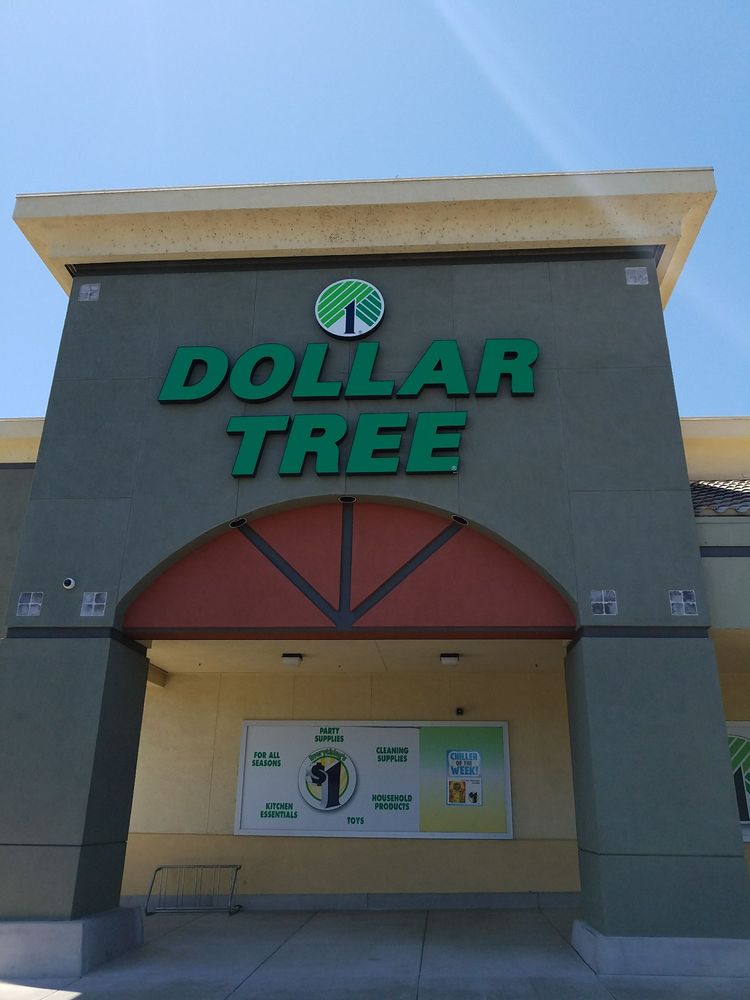 1
DOLLAR
TREE
PARTY
SUPPLIES
FOR ALL
SEASONS
Everything's
$1
CLEANING
SUPPLIES
KITCHEN
ESSENTIALS
HOUSEHOLD
PRODUCTS
TOYS
CHILLER
OF THE
WEEK!